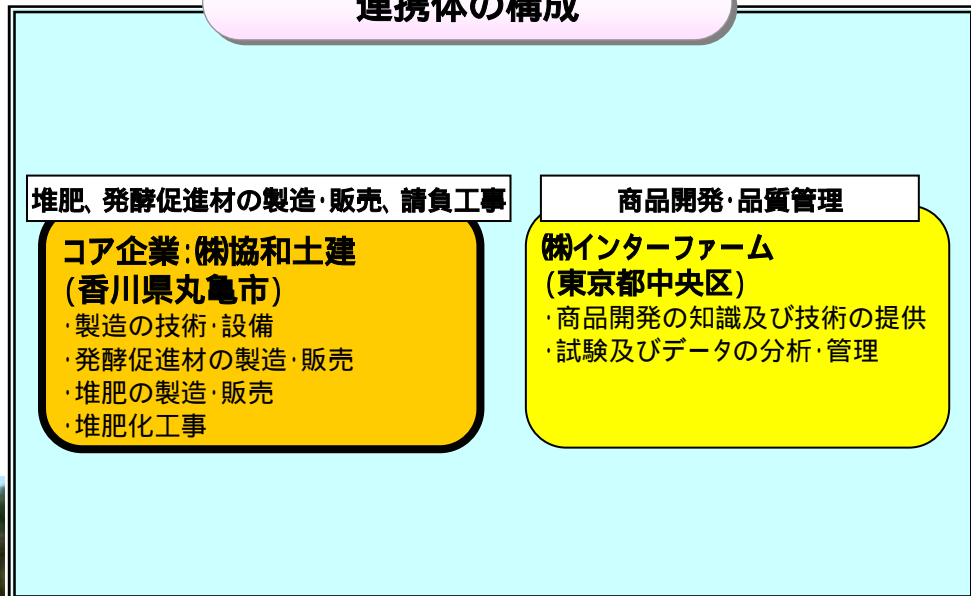 連携体の構成
堆肥、発酵促進材の製造・販売、請負工事
コア企業:㈱協和土建
(香川県丸亀市)
・製造の技術・設備
・発酵促進材の製造・販売
・堆肥の製造・販売
・堆肥化工事
商品開発・品質管理
㈱インターファーム
(東京都中央区)
・商品開発の知識及び技術の提供
・試験及びデータの分析・管理